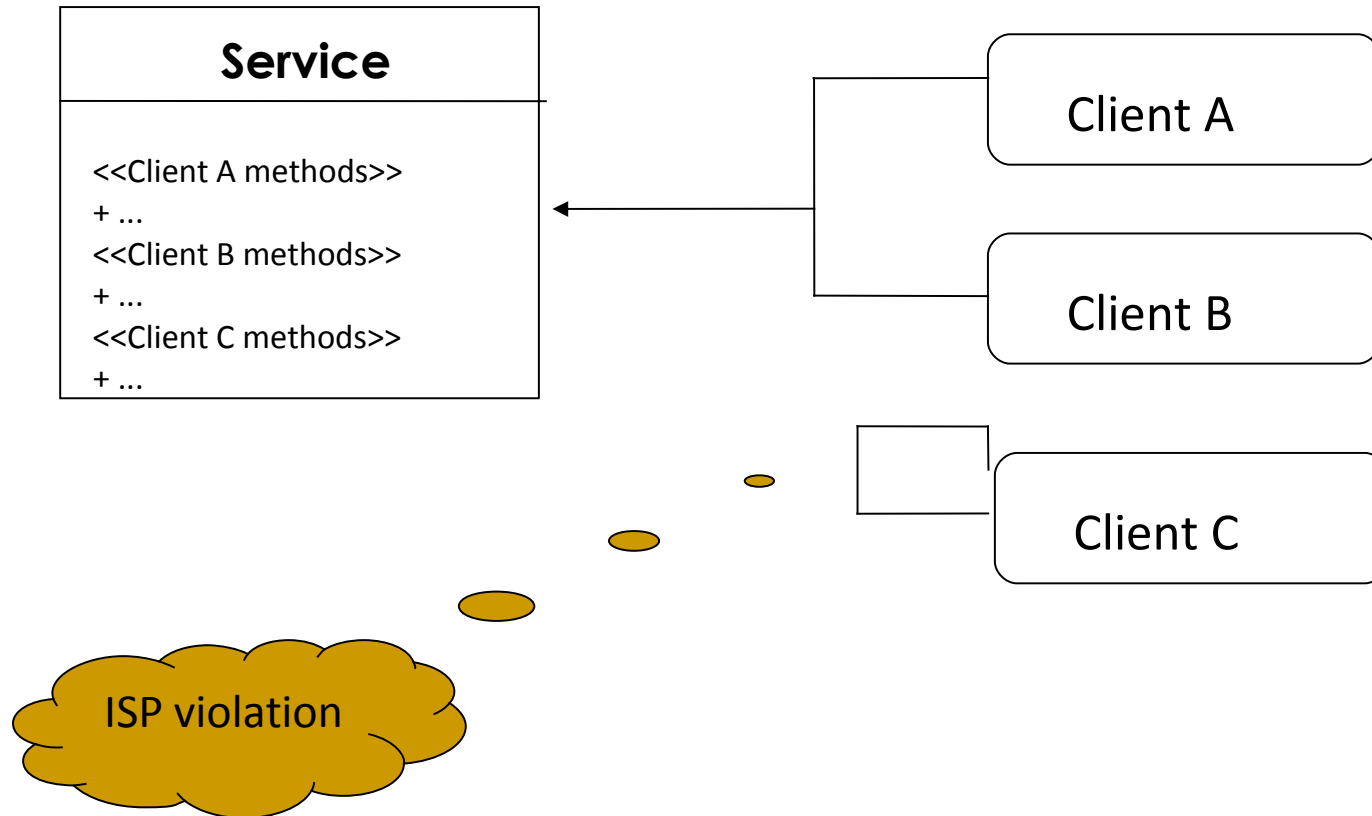 Service
<<Client A methods>>
+ ...
<<Client B methods>>
+ ...
<<Client C methods>>
+ ...
Client A
Client B
Client C
ISP violation